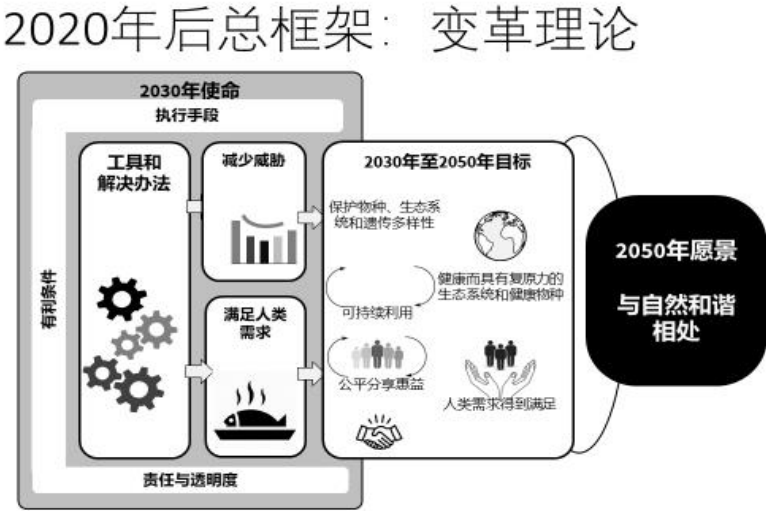 2020年后总框架： 变革理论
2030年使命
执行手段
有利条件
工具和
解决办法
减少威胁
满足人类
需求
责任与透明度
2030年至2050年目标
保护物种、生态系
统和遗传多样性
健康而具有复原力的
生态系统和健康物种
可持续利用
公平分享惠益
人类需求得到满足
2050年愿景
与自然和谐
相处